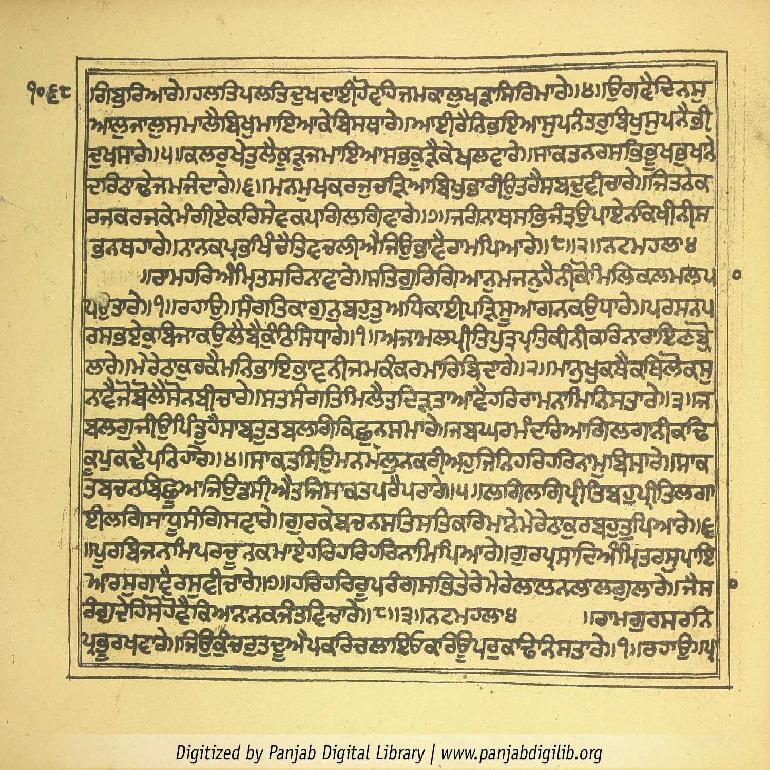 ੧੦੬੮
ਗਿਬੁਰਿਆਰੇ॥ਹਲਤਿਪਲਤਿਦੁਖਦਾਈਹੋਵਹਿਜਮਕਾਲੁਖੜਾਸਿਰਿਮਾਰੇ॥੪॥ਉਗਵੈਦਿਨਸੁ
ਆਲੁਜਾਲੁਸਮਾਲੈਬਿਖੁਮਾਇਆਕੇਬਿਸਥਾਰੇ॥ਆਈਰੈਨਿਭਇਆਸੁਪਨੰਤਰੁਬਿਖੁਸੁਪਨੈਭੀ
ਦੁਖਸਾਰੇ॥੫॥ਕਲਰੁਖੇਤੁਲੈਕੂੜੁਜਮਾਇਆਸਭਕੂੜੈਕੇਖਲਵਾਰੇ॥ਸਾਕਤਨਰਸਭਿਭੂਖਭੁਖਨੇ
ਦਾਰਿਠਾਢੇਜਮਜੰਦਾਰੇ॥੬॥ਮਨਮੁਖਕਰਜੁਚੜਿਆਬਿਖੁਭਾਰੀਉਤਰੈਸਬਦੁਵੀਚਾਰੇ॥ਜਿਤਨੇਕ
ਰਜਕਰਜਕੇਮੰਗੀਏਕਰਿਸੇਵਕਪਗਿਲਗਿਵਾਰੇ॥੭॥ਜਗੰਨਾਥਸਭਿਜੰਤ੍ਰਉਪਾਏਨਕਿਖੀਨੀਸ
ਭਨਥਹਾਰੇ॥ਨਾਨਕਪ੍ਰਭੁਖਿੰਚੈਤਿਵਚਲੀਐਜਿਉਭਾਵੈਰਾਮਪਿਆਰੇ॥੮॥੨॥ਨਟਮਹਲਾ੪
॥ਰਾਮਹਰਿਅੰਮ੍ਰਿਤਸਰਿਨਾਵਾਰੇ॥ਸਤਿਗੁਰਿਗਿਆਨੁਮਜਨੁਹੈਨੀਕੋਮਿਲਿਕਲਮਲਪ
ਪਉਤਾਰੇ॥੧॥ਰਹਾਉ॥ਸੰਗਤਿਕਾਗੁਨੁਬਹੁਤੁਅਧਿਕਾਈਪੜਿਸੂਆਗਨਕਉਧਾਰੇ॥ਪਰਸਨਪ
ਰਸਭਏਕੁਬਿਜਾਕਉਲੈਬੈਕੁੰਠਿਸਿਧਾਰੇ॥੧॥ਅਜਾਮਲਪ੍ਰੀਤਿਪੁਤ੍ਰਪ੍ਰਤਿਕੀਨੀਕਰਿਨਾਰਾਇਣਬੋ
ਲਾਰੇ॥ਮੇਰੇਠਾਕੁਰਕੈਮਨਿਭਾਇਭਾਵਨੀਜਮਕੰਕਰਮਾਰਿਬਿਦਾਰੇ॥੨॥ਮਾਨੁਖੁਕਥੈਕਥਿਲੋਕਸੁ
ਨਾਵੈਜੋਬੋਲੈਸੋਨਬੀਚਾਰੇ॥ਸਤਸੰਗਤਿਮਿਲੈਤਦਿੜਤਾਆਵੈਹਰਿਰਾਮਨਾਮਿਨਿਸਤਾਰੇ॥੩॥ਜ
ਬਲਗੁਜੀਉਪਿੰਡੁਹੈਸਾਬਤੁਤਬਲਗਿਕਿਛੁਨਸਮਾਰੇ॥ਜਬਘਰਮੰਦਰਿਆਗਿਲਗਾਨੀਕਢਿ
ਕੂਪੁਕਢੈਪਨਿਹਾਰੇ॥੪॥ਸਾਕਤਸਿਉਮਨਮੇਲੁਨਕਰੀਅਹੁਜਿਨਿਹਰਿਹਰਿਨਾਮੁਬਿਸਾਰੇ॥ਸਾਕ
ਤਬਚਨਬਿਛੂਆਜਿਉਡਸੀਐਤਜਿਸਾਕਤਪਰੈਪਰਾਰੇ॥੫॥ਲਗਿਲਗਿਪ੍ਰੀਤਿਬਹੁਪ੍ਰੀਤਿਲਗਾ
ਈਲਗਿਸਾਧੂਸੰਗਿਸਵਾਰੇ॥ਗੁਰਕੇਬਚਨਸਤਿਸਤਿਕਰਿਮਾਨੇਮੇਰੇਠਾਕੁਰਬਹੁਤੁਪਿਆਰੇ॥੬
॥ਪੂਰਬਿਜਨਮਿਪਰਚੂਨਕਮਾਏਹਰਿਹਰਿਹਰਿਨਾਮਿਪਿਆਰੇ॥ਗੁਰਪ੍ਰਸਾਦਿਅੰਮ੍ਰਿਤਰਸੁਪਾਇ
ਆਰਸੁਗਾਵੈਰਸੁਵੀਚਾਰੇ॥੭॥ਹਰਿਹਰਿਰੂਪਰੰਗਸਭਿਤੇਰੇਮੇਰੇਲਾਲਨਲਾਲਗੁਲਾਰੇ॥ਜੈਸਾ
ਰੰਗੁਦੇਹਿਸੋਹੋਵੈਕਿਆਨਾਨਕਜੰਤਵਿਚਾਰੇ॥੮॥੩॥ਨਟਮਹਲਾ੪ ॥ਰਾਮਗੁਰਸਰਨਿ
ਪ੍ਰਭੂਰਖਵਾਰੇ॥ਜਿਉਕੁੰਚਰੁਤਦੂਐਪਕਰਿਚਲਾਇਓਕਰਿਊਪਰੁਕਢਿਨਿਸਤਾਰੇ॥੧॥ਰਹਾਉ॥ਪ੍ਰ
Digitized by Panjab Digital Library | www.panjabdigilib.org